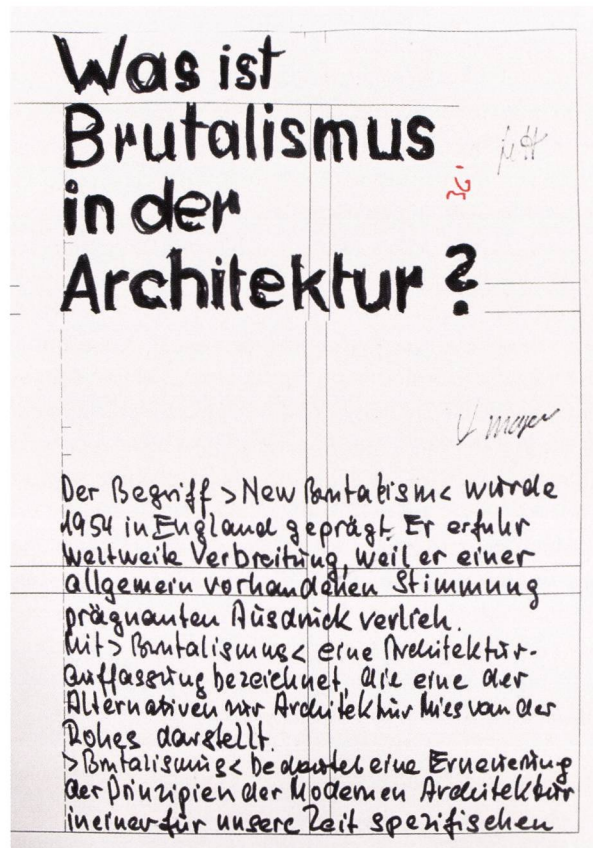 Was ist
Brutalismus
in der
Architektur?
Meyer
Der Begriff >New Brutalism< wurde
1954 in England geprägt. Er erfuhr
weltweite Verbreitung, weil er einer
allgemein vorhandenen Stimmung
prägnanten Ausdruck verlieh.
Mit >Brutalismus< eine Architektur-
auffassung bezeichnet, die eine der
Alternativen zur Architektur Mies van der
Rohes darstellt.
>Brutalismus< bedeutet eine Erneuerung
der Prinzipien der Modernen Architektur
in einer für unsere Zeit spezifischen